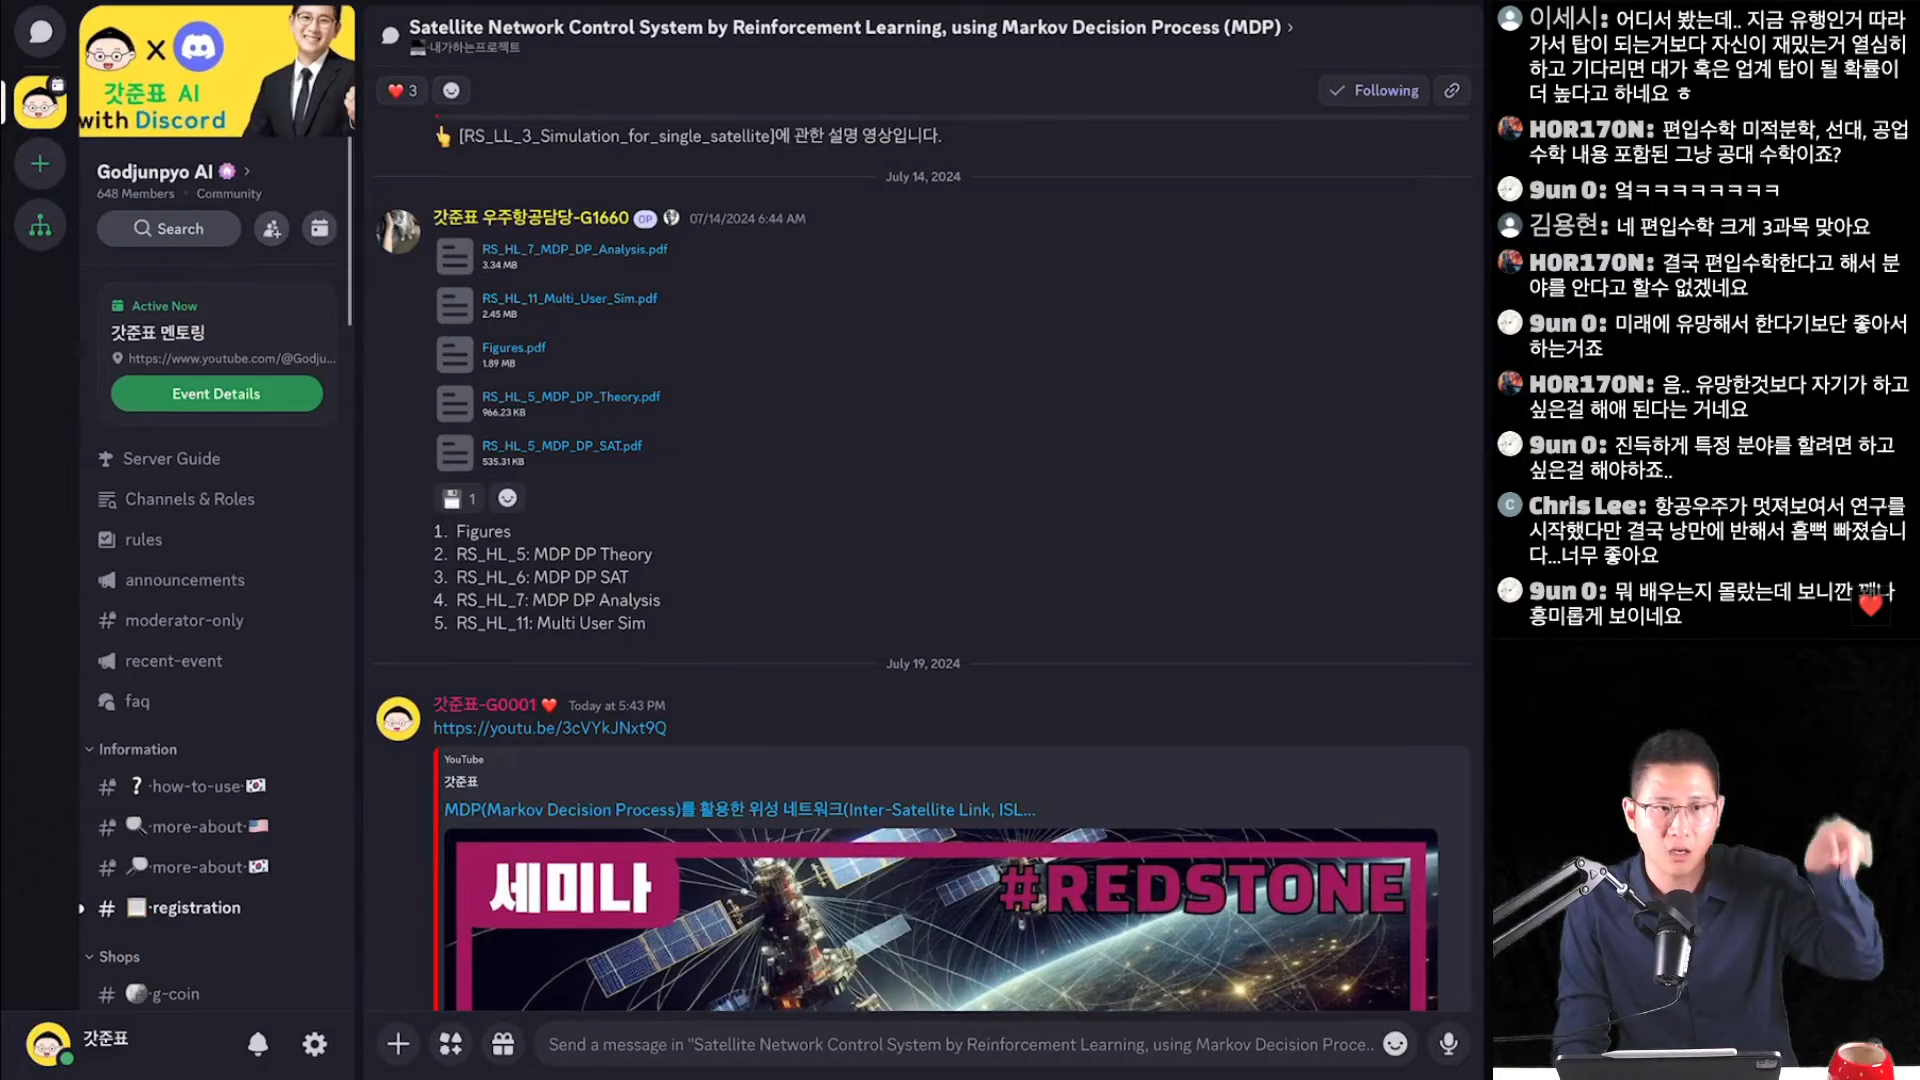 갓준표 AI
with Discord
Godjunpyo AI
648 Members • Community
Search
Active Now
갓준표 멘토링
https://www.youtube.com/@Godju...
Event Details
Server Guide
Channels & Roles
rules
announcements
moderator-only
recent-event
faq
Information
how-to-use
more-about
more-about
registration
Shops
g-coin
갓준표
Satellite Network Control System by Reinforcement Learning, using Markov Decision Process (MDP)
내가하는프로젝트
3
Following
[RS_LL_3_Simulation_for_single_satellite]에 관한 설명 영상입니다.
July 14, 2024
갓준표 우주항공담당-G1660 OP 07/14/2024 6:44 AM
RS_HL_7_MDP_DP_Analysis.pdf
3.34 MB
RS_HL_11_Multi_User_Sim.pdf
2.45 MB
Figures.pdf
1.89 MB
RS_HL_5_MDP_DP_Theory.pdf
966.23 KB
RS_HL_5_MDP_DP_SAT.pdf
535.31 KB
1
1. Figures
2. RS_HL_5: MDP DP Theory
3. RS_HL_6: MDP DP SAT
4. RS_HL_7: MDP DP Analysis
5. RS_HL_11: Multi User Sim
July 19, 2024
갓준표-G0001 Today at 5:43 PM
https://youtu.be/3cVYkJNxt9Q
YouTube
갓준표
MDP(Markov Decision Process)를 활용한 위성 네트워크(Inter-Satellite Link, ISL...
세미나
#REDSTONE
Send a message in "Satellite Network Control System by Reinforcement Learning, using Markov Decision Proce...
이세시: 어디서 봤는데.. 지금 유행인거 따라
가서 탑이 되는거보다 자신이 재밌는거 열심히
하고 기다리면 대가 혹은 업계 탑이 될 확률이
더 높다고 하네요 ㅎ
H0R170N: 편입수학 미적분학, 선대, 공업
수학 내용 포함된 그냥 공대 수학이죠?
9un 0: 엌ㅋㅋㅋㅋㅋㅋㅋㅋ
김용현: 네 편입수학 크게 3과목 맞아요
H0R170N: 결국 편입수학한다고 해서 분
야를 안다고 할수 없겠네요
9un 0: 미래에 유망해서 한다기보단 좋아서
하는거죠
H0R170N: 음.. 유망한것보다 자기가 하고
싶은걸 해애 된다는 거네요
9un 0: 진득하게 특정 분야를 할려면 하고
싶은걸 해야하죠..
C Chris Lee: 항공우주가 멋져보여서 연구를
시작했다만 결국 낭만에 반해서 흠뻑 빠졌습니
다...너무 좋아요
9un 0: 뭐 배우는지 몰랐는데 보니깐
흥미롭게 보이네요